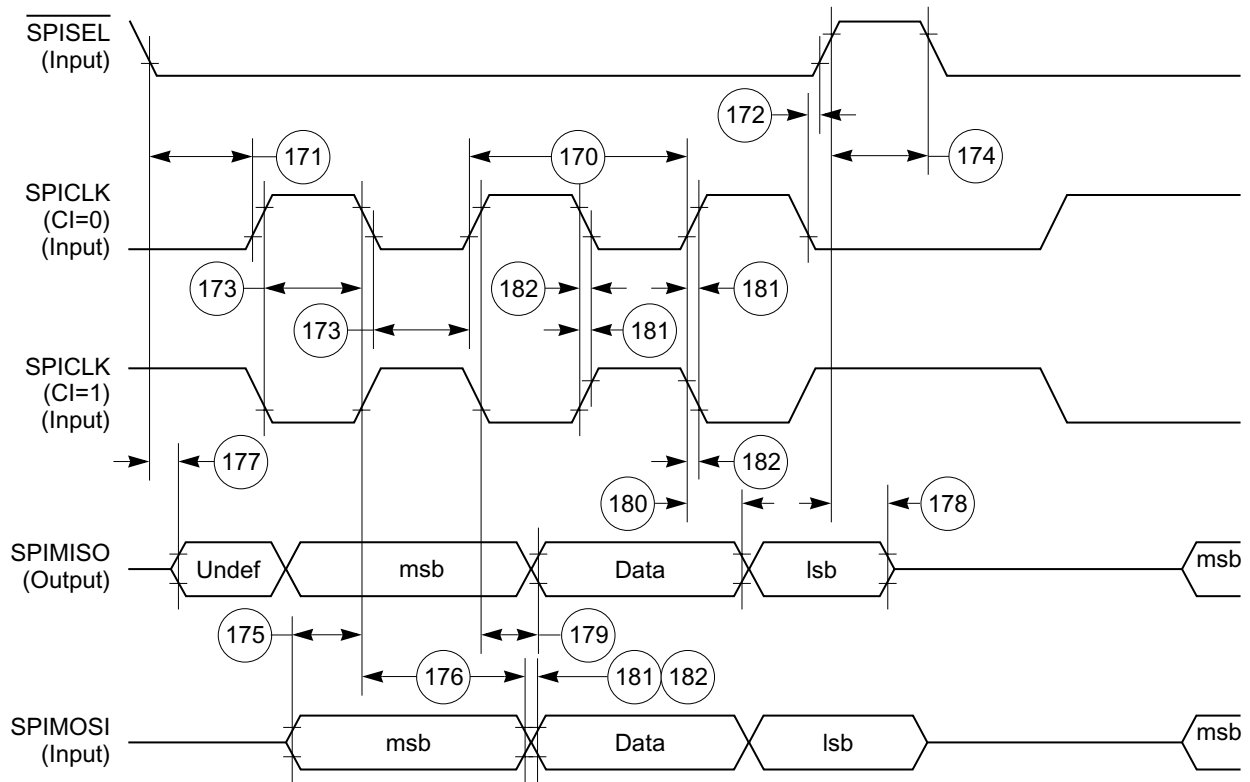 SPISEL
(Input)
172
174
171
170
SPICLK
(CI=0)
(Input)
173
182
181
173
181
SPICLK
(CI=1)
(Input)
177
182
180
178
SPIMISO
(Output)
Undef
msb
Data
lsb
msb
175
179
176
181
182
SPIMOSI
(Input)
msb
Data
lsb
msb